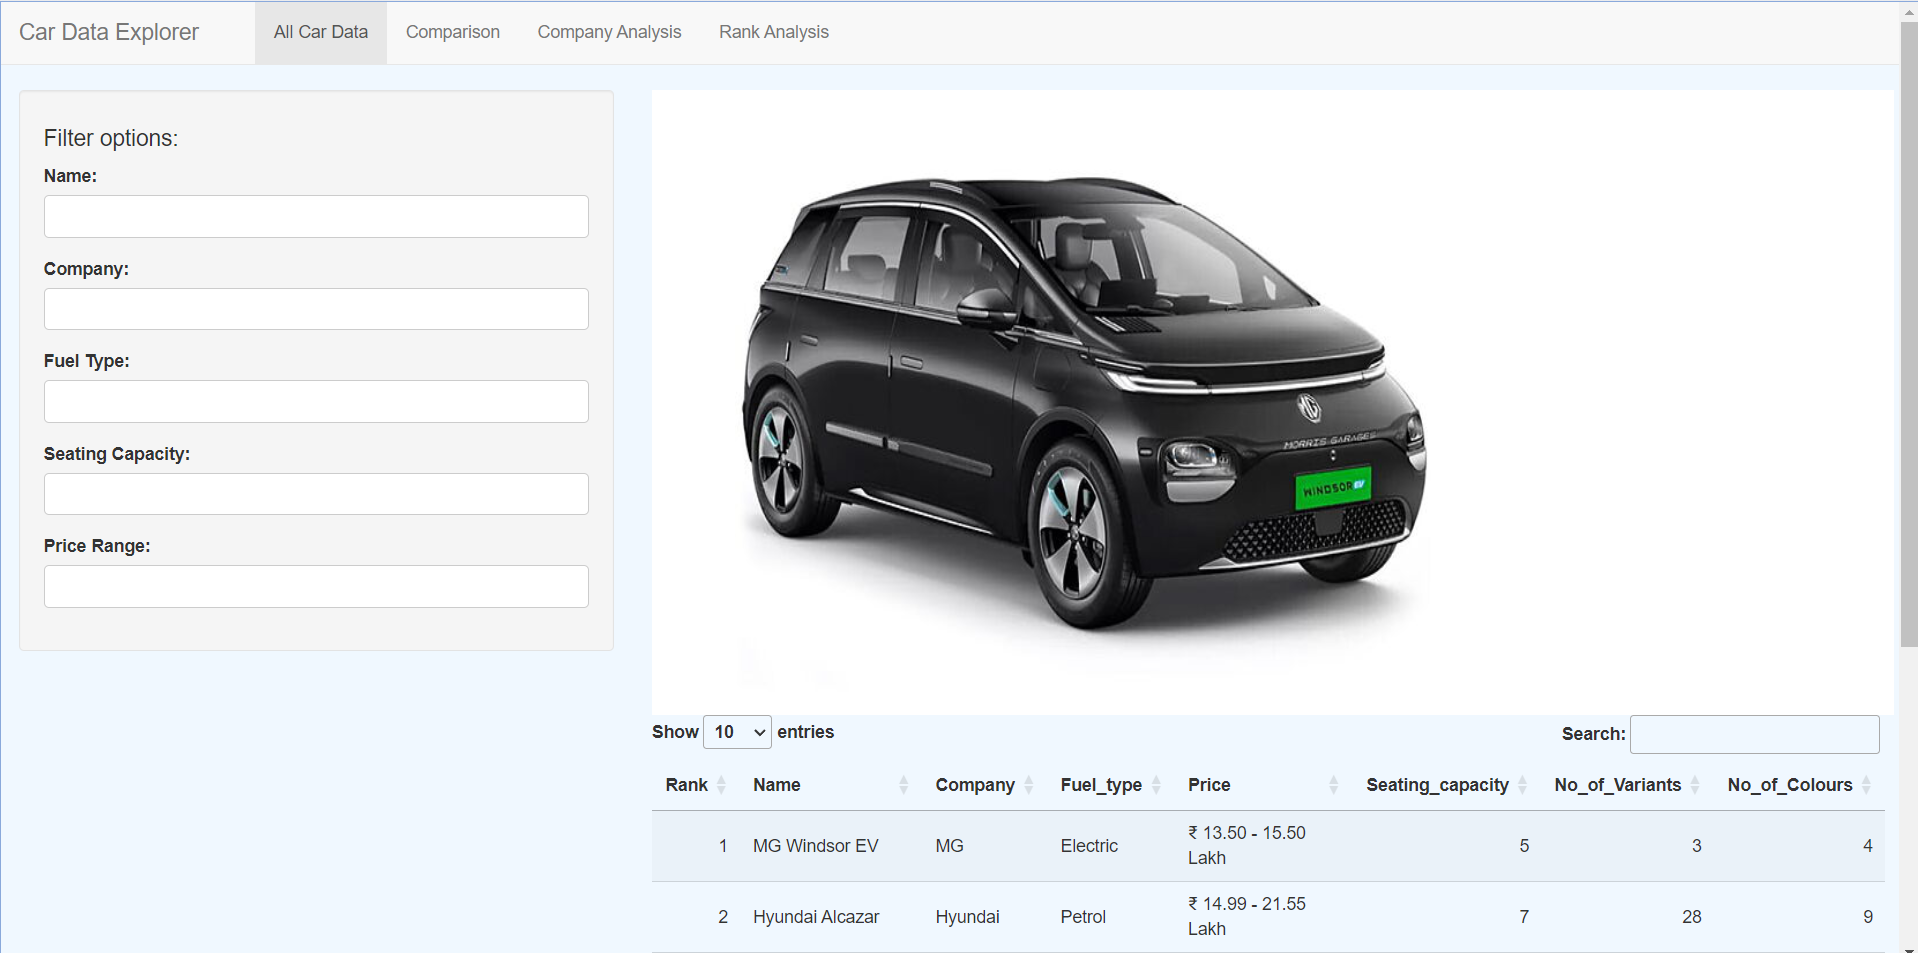 Car Data Explorer
All Car Data
Comparison
Company Analysis
Rank Analysis
Filter options:
Name:
Company:
Fuel Type:
Seating Capacity:
Price Range:
MG
MORRIS GARAGES
WINDSOR EV
Show 10 entries
Search:
Rank Name Company Fuel_type Price Seating_capacity No_of_Variants No_of_Colours
1 MG Windsor EV MG Electric ₹ 13.50 - 15.50 Lakh 5 3 4
2 Hyundai Alcazar Hyundai Petrol ₹ 14.99 - 21.55 Lakh 7 28 9